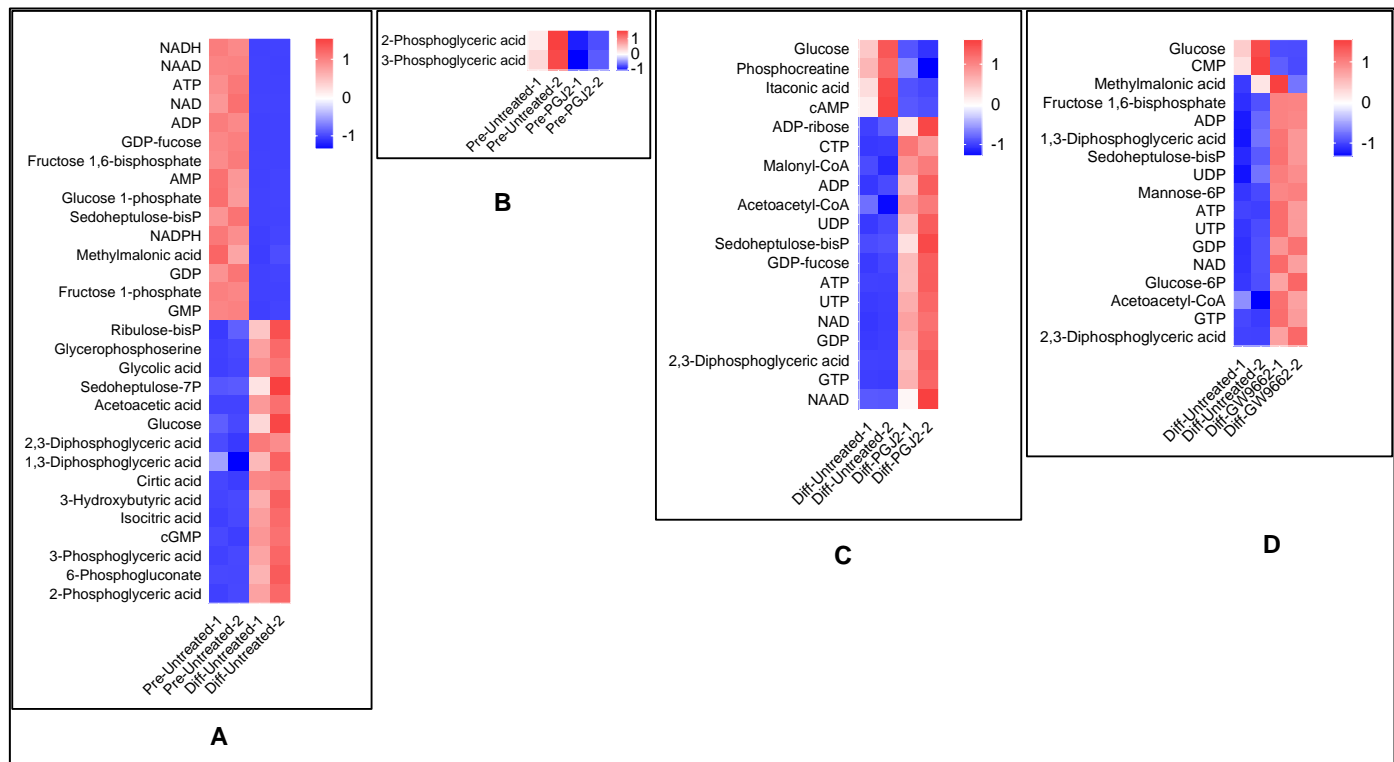 NADH
NAAD
ATP
NAD
ADP
GDP-fucose
Fructose 1,6-bisphosphate
AMP
Glucose 1-phosphate
Sedoheptulose-bisP
NADPH
Methylmalonic acid
GDP
Fructose 1-phosphate
GMP
Ribulose-bisP
Glycerophosphoserine
Glycolic acid
Sedoheptulose-7P
Acetoacetic acid
Glucose
2,3-Diphosphoglyceric acid
1,3-Diphosphoglyceric acid
Cirtic acid
3-Hydroxybutyric acid
Isocitric acid
cGMP
3-Phosphoglyceric acid
6-Phosphogluconate
2-Phosphoglyceric acid
Pre-Untreated-1
Pre-Untreated-2
Diff-Untreated-1
Diff-Untreated-2
1
0
-1
A
2-Phosphoglyceric acid
3-Phosphoglyceric acid
Pre-Untreated-1
Pre-Untreated-2
Pre-PGJ2-1
Pre-PGJ2-2
1
0
-1
B
Glucose
Phosphocreatine
Itaconic acid
cAMP
ADP-ribose
CTP
Malonyl-CoA
ADP
Acetoacetyl-CoA
UDP
Sedoheptulose-bisP
GDP-fucose
ATP
UTP
NAD
GDP
2,3-Diphosphoglyceric acid
GTP
NAAD
Diff-Untreated-1
Diff-Untreated-2
Diff-PGJ2-1
Diff-PGJ2-2
1
0
-1
C
Glucose
CMP
Methylmalonic acid
Fructose 1,6-bisphosphate
ADP
1,3-Diphosphoglyceric acid
Sedoheptulose-bisP
UDP
Mannose-6P
ATP
UTP
GDP
NAD
Glucose-6P
Acetoacetyl-CoA
GTP
2,3-Diphosphoglyceric acid
Diff-Untreated-1
Diff-Untreated-2
Diff-GW9662-1
Diff-GW9662-2
1
0
-1
D